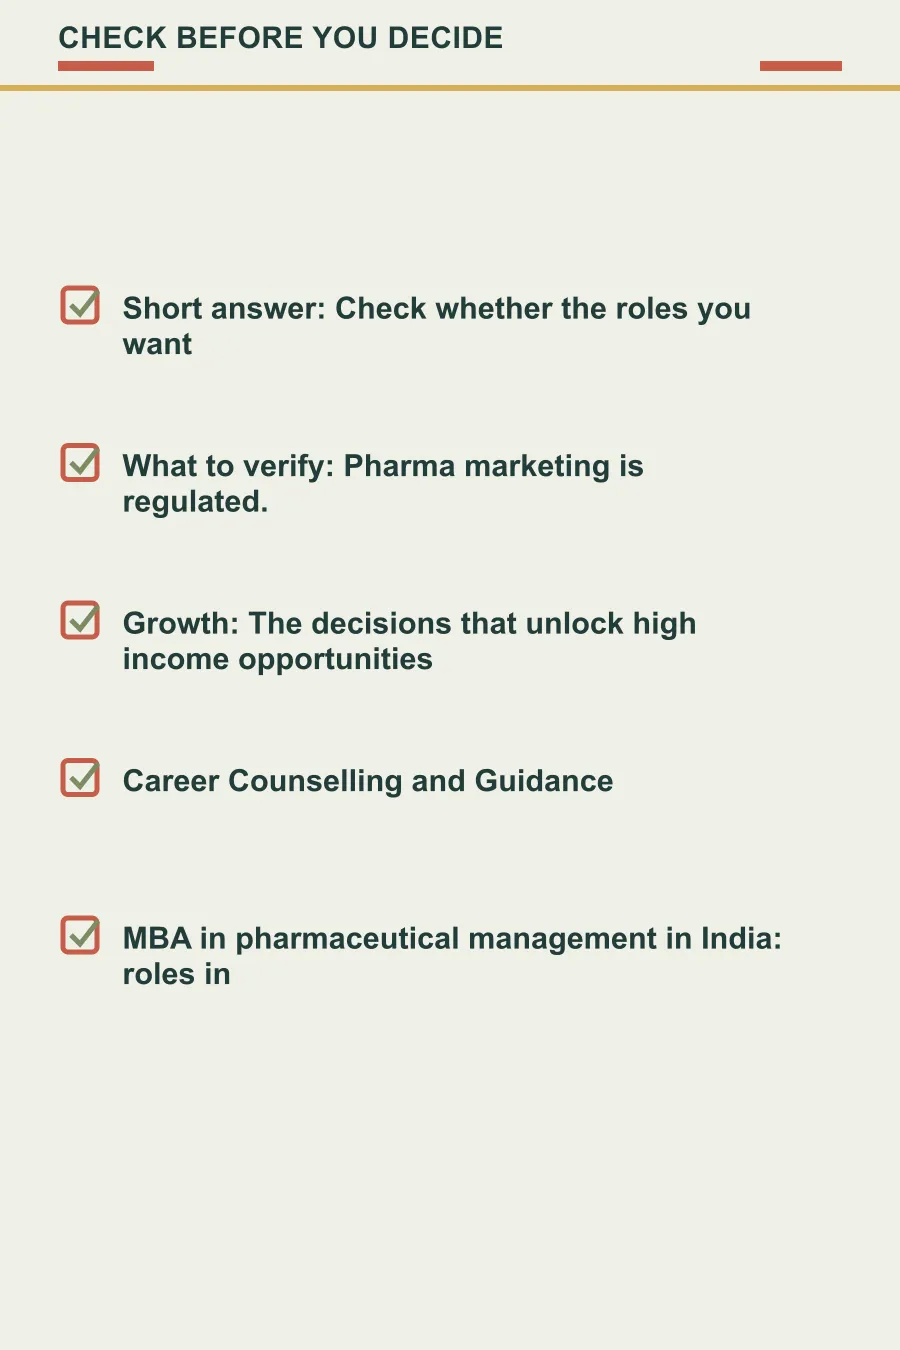 CHECK BEFORE YOU DECIDE
Short answer: Check whether the roles you
want
What to verify: Pharma marketing is
regulated.
Growth: The decisions that unlock high
income opportunities
Career Counselling and Guidance
MBA in pharmaceutical management in India:
roles in